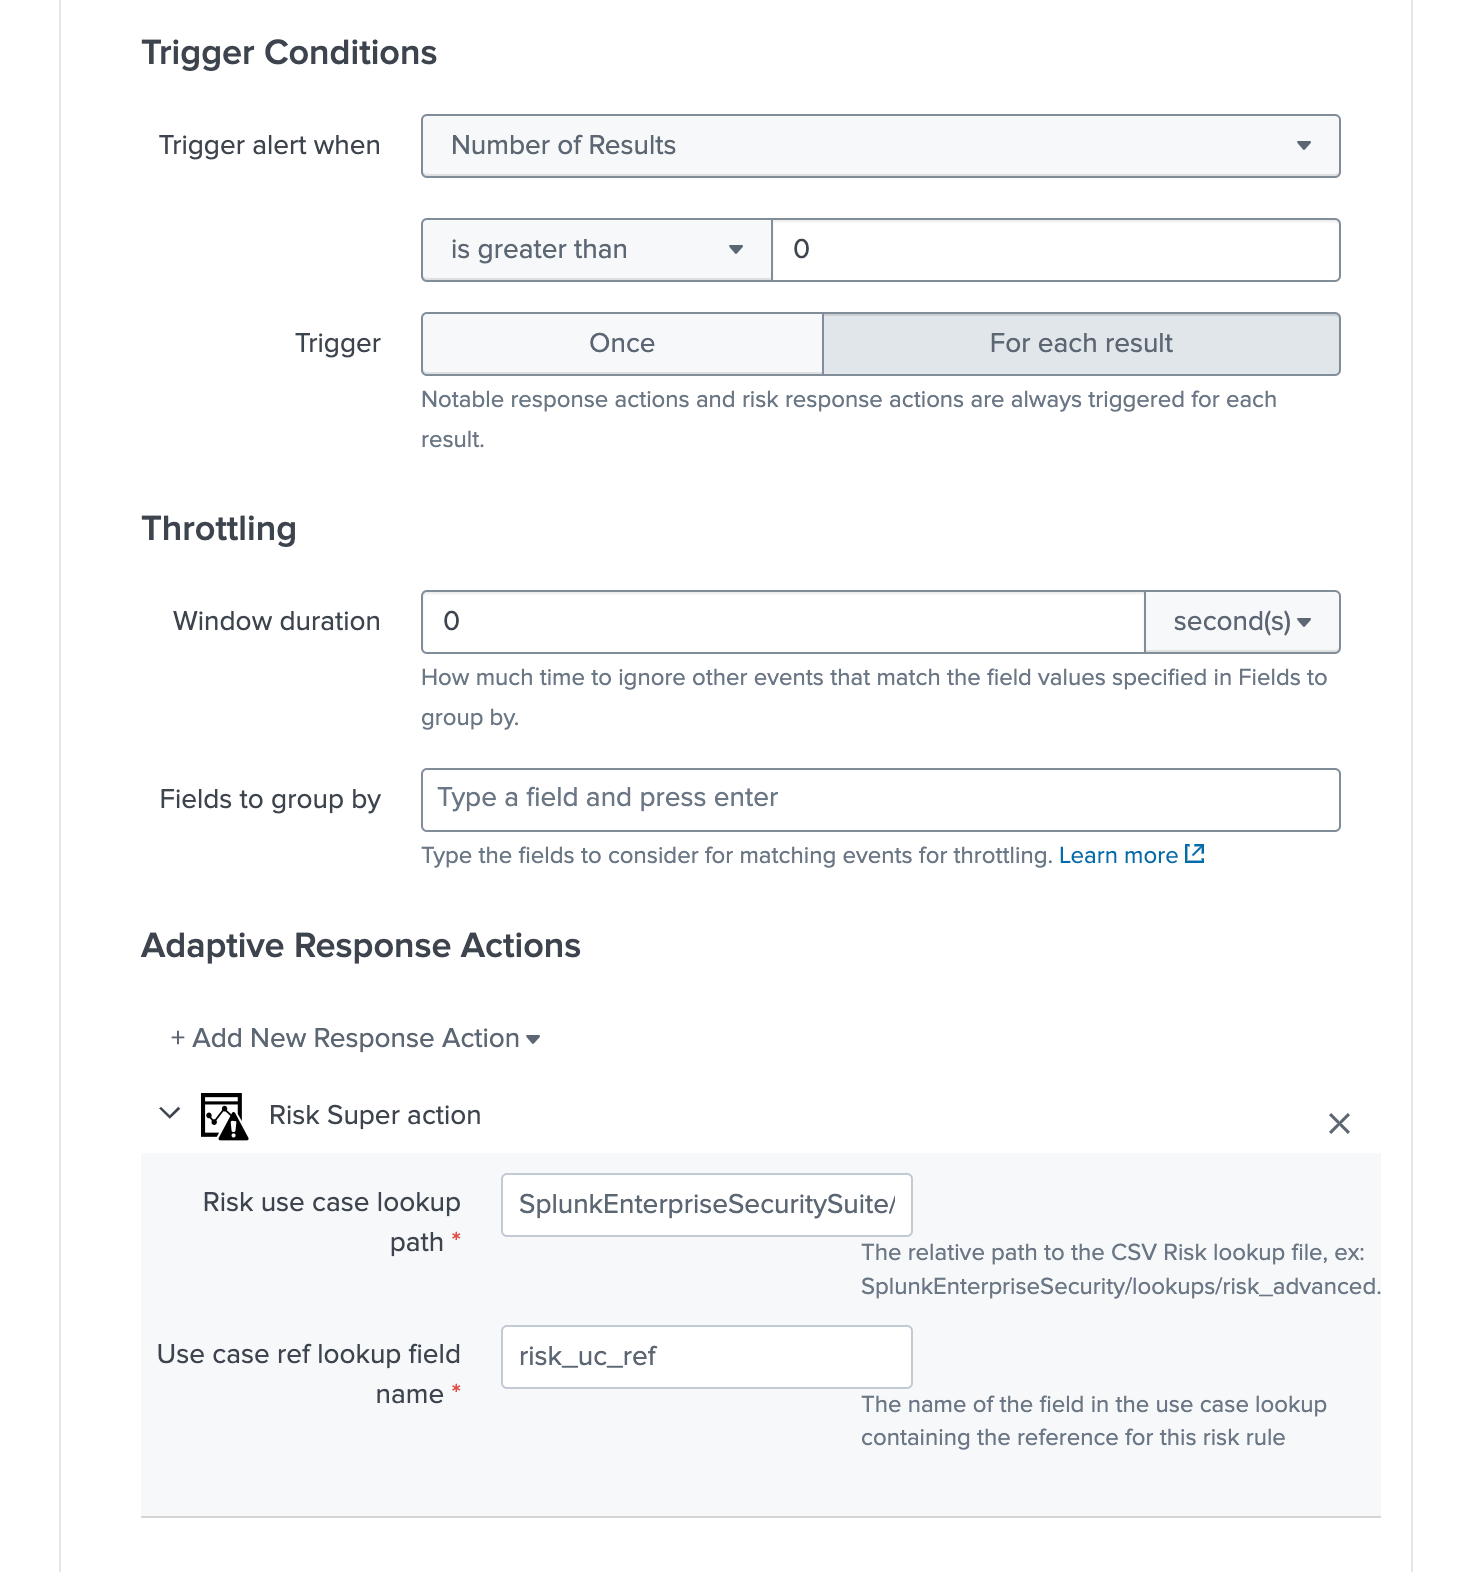 Trigger Conditions
Trigger alert when
Number of Results
is greater than
0
Trigger
Once
For each result
Notable response actions and risk response actions are always triggered for each
result.
Throttling
Window duration
0
second(s)
How much time to ignore other events that match the field values specified in Fields to
group by.
Fields to group by
Type a field and press enter
Type the fields to consider for matching events for throttling. Learn more
Adaptive Response Actions
+ Add New Response Action
Risk Super action
Risk use case lookup
path *
SplunkEnterpriseSecuritySuite/
The relative path to the CSV Risk lookup file, ex:
SplunkEnterpriseSecurity/lookups/risk_advanced.
Use case ref lookup field
name *
risk_uc_ref
The name of the field in the use case lookup
containing the reference for this risk rule